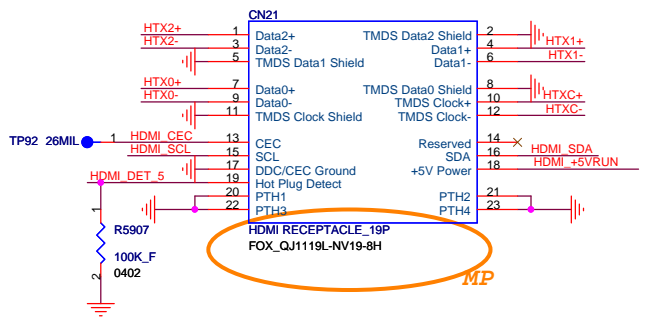 CN21
HTX2+ 1 Data2+ TMDS Data2 Shield 2
HTX2- 3 Data2- Data1+ 4 HTX1+
5 TMDS Data1 Shield Data1- 6 HTX1-
HTX0+ 7 Data0+ TMDS Data0 Shield 8
HTX0- 9 Data0- TMDS Clock+ 10 HTXC+
11 TMDS Clock Shield TMDS Clock- 12 HTXC-
TP92 26MIL 1 HDMI_CEC 13 CEC Reserved 14
HDMI_SCL 15 SCL SDA 16 HDMI_SDA
17 DDC/CEC Ground +5V Power 18 HDMI_+5VRUN
HDMI_DET_5 19 Hot Plug Detect
20 PTH1 PTH2 21
22 PTH3 PTH4 23
1
R5907
100K_F
0402
2
HDMI RECEPTACLE_19P
FOX_QJ1119L-NV19-8H
MP